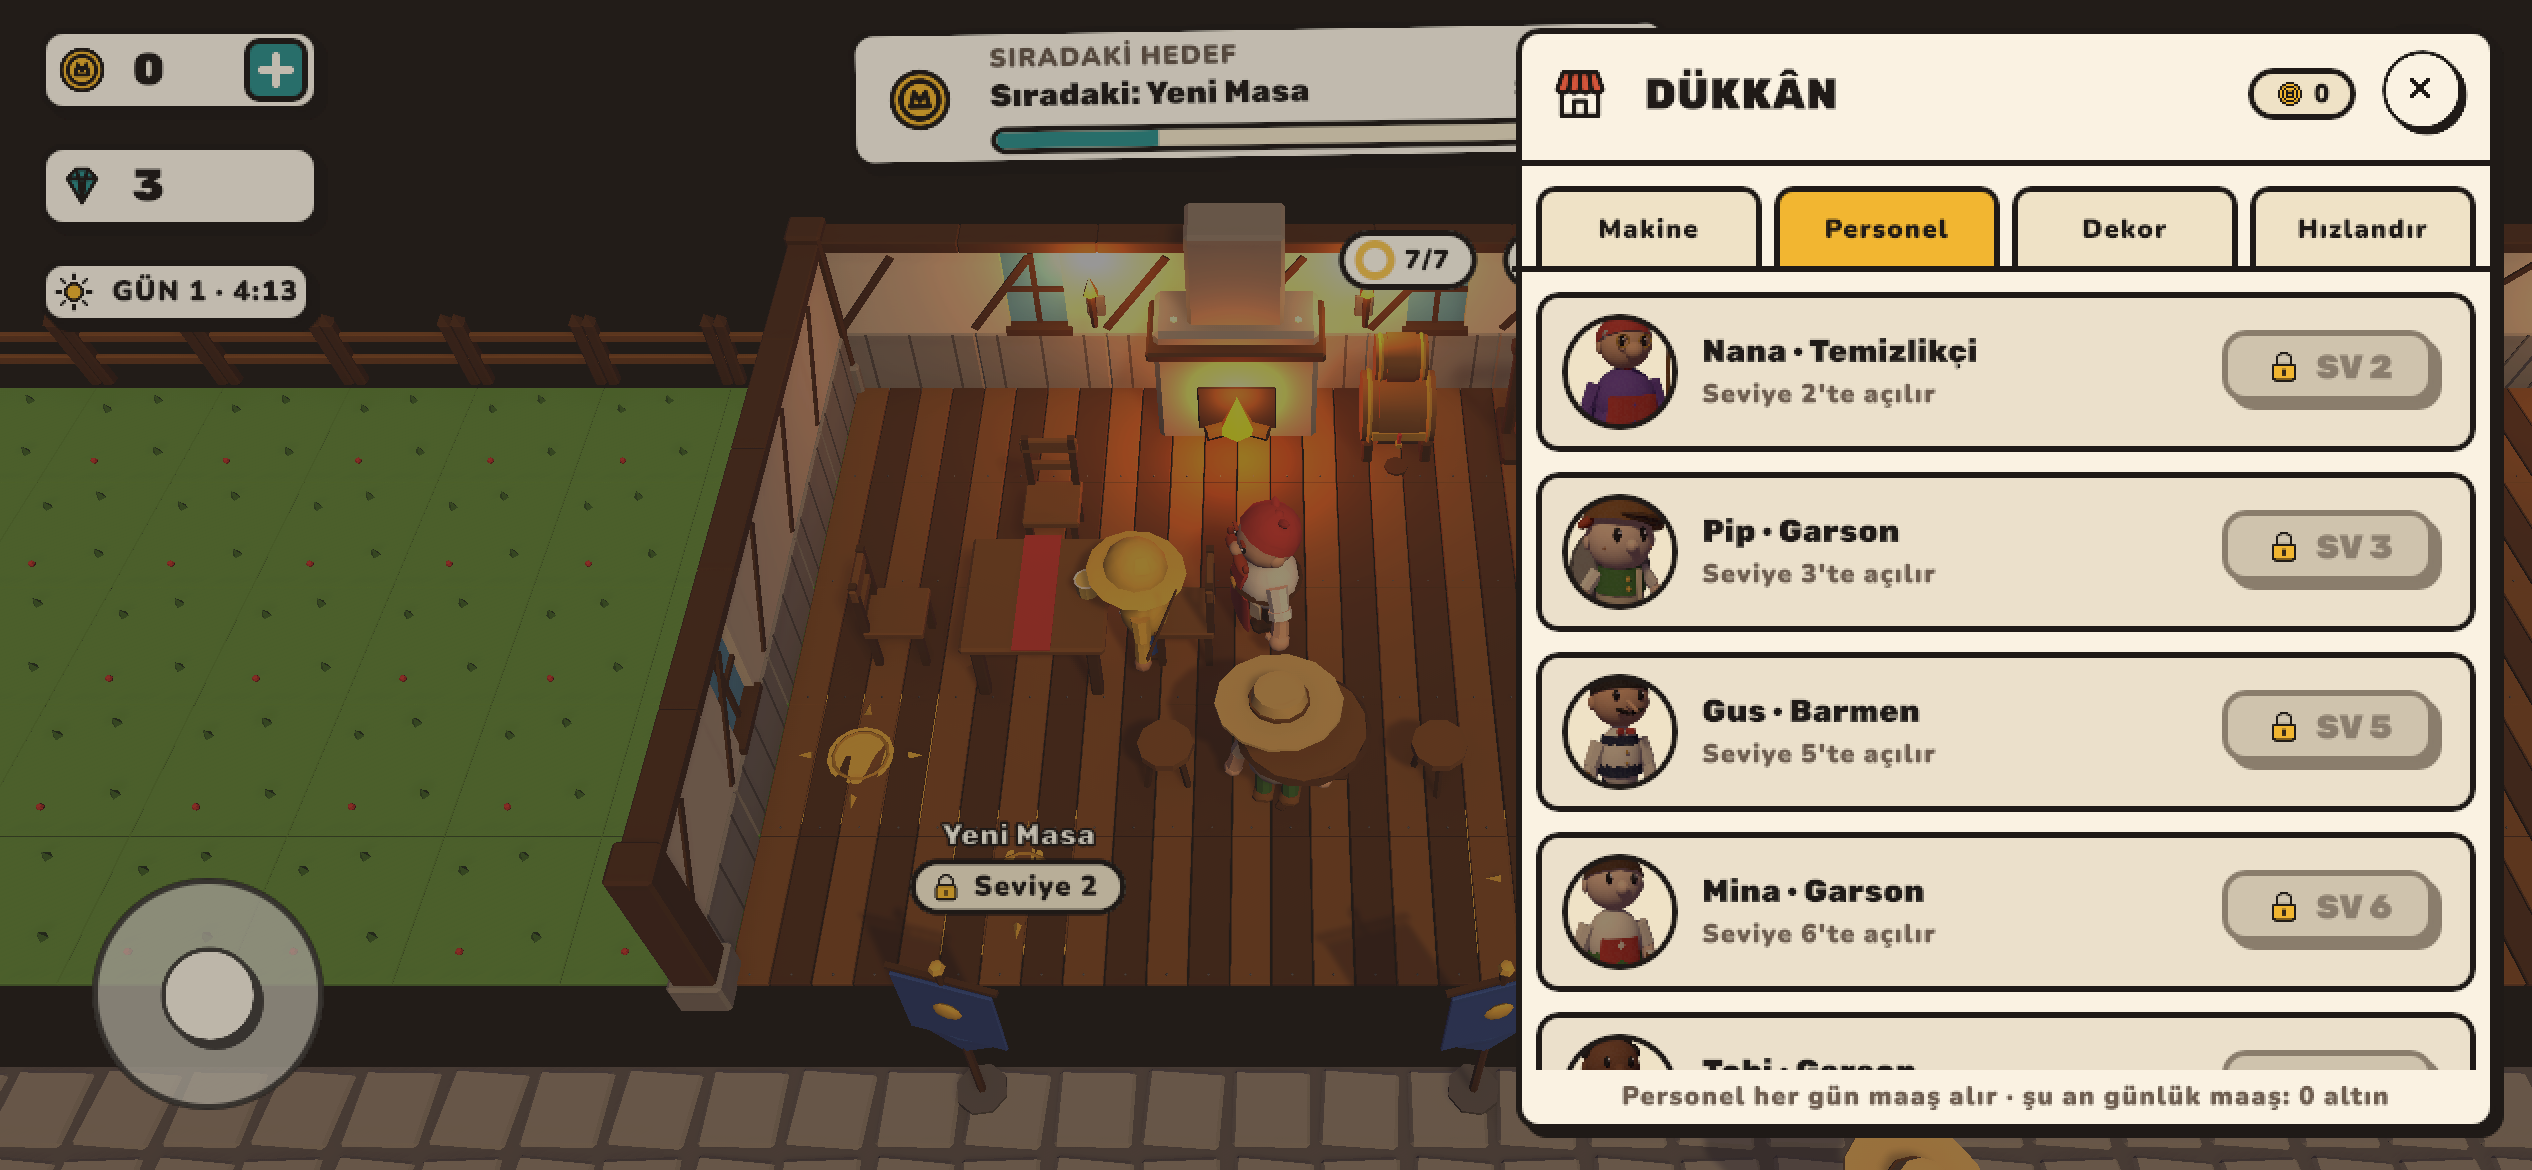 0
3
GÜN 1 · 4:13
SIRADAKİ HEDEF
Sıradaki: Yeni Masa
7/7
Yeni Masa
Seviye 2
DÜKKÂN
0
Makine
Personel
Dekor
Hızlandır
Nana · Temizlikçi
Seviye 2'te açılır
SV 2
Pip · Garson
Seviye 3'te açılır
SV 3
Gus · Barmen
Seviye 5'te açılır
SV 5
Mina · Garson
Seviye 6'te açılır
SV 6
Tobi · Garson
Personel her gün maaş alır · şu an günlük maaş: 0 altın